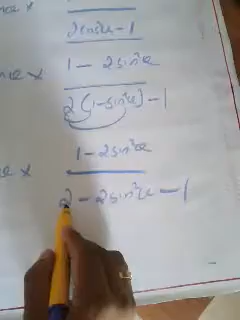 2cos²x - 1
1 - 2sin²x
2(1-sin²x) - 1
1 - 2sin²x
2 - 2sin²x - 1